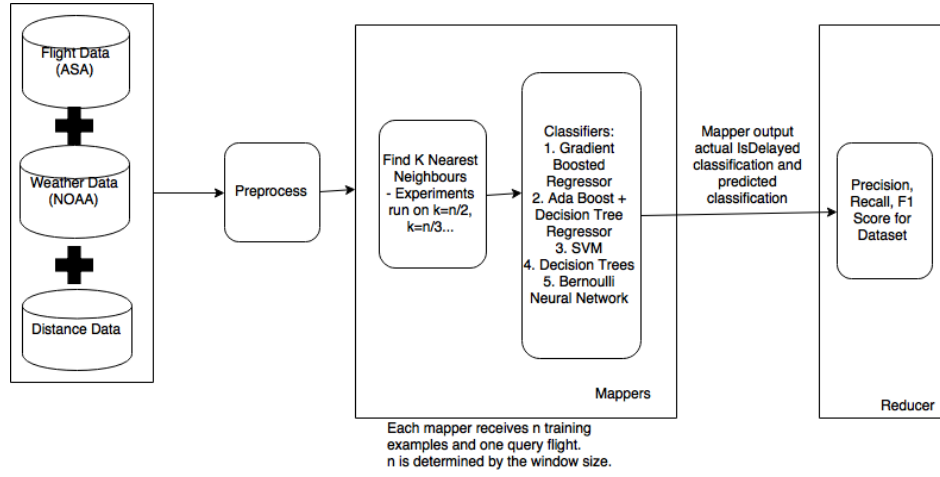 Flight Data
(ASA)
Weather Data
(NOAA)
Distance Data
Preprocess
Find K Nearest
Neighbours
- Experiments
run on k=n/2,
k=n/3...
Classifiers:
1. Gradient
Boosted
Regressor
2. Ada Boost +
Decision Tree
Regressor
3. SVM
4. Decision Trees
5. Bernoulli
Neural Network
Mappers
Each mapper receives n training
examples and one query flight.
n is determined by the window size.
Mapper output
actual IsDelayed
classification and
predicted
classification
Precision,
Recall, F1
Score for
Dataset
Reducer